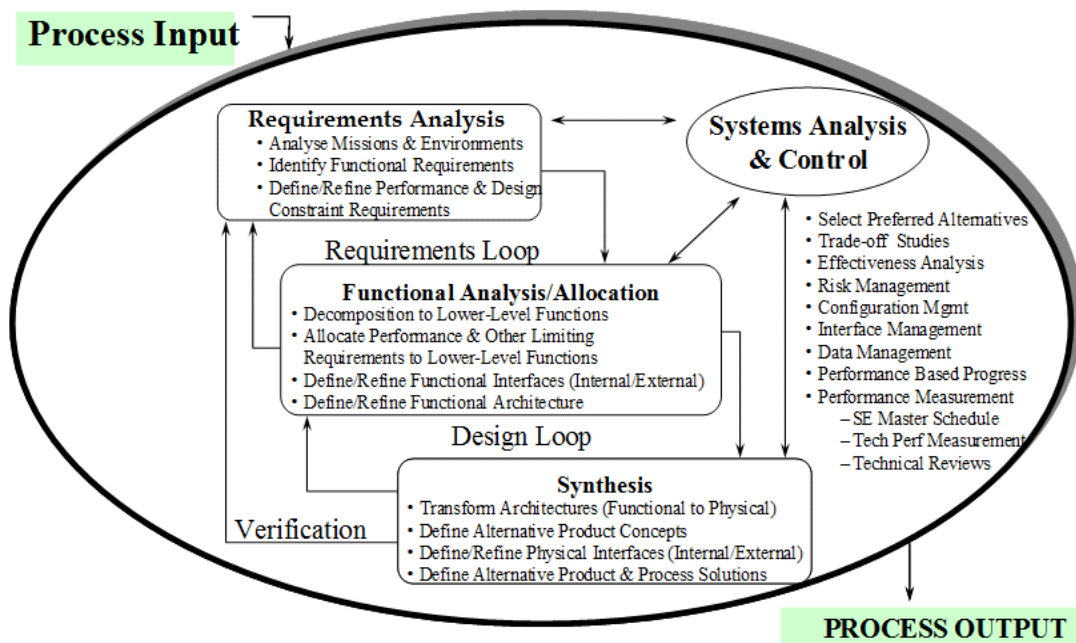 Process Input
Requirements Analysis
• Analyse Missions & Environments
• Identify Functional Requirements
• Define/Refine Performance & Design
Constraint Requirements
Systems Analysis
& Control
• Select Preferred Alternatives
• Trade-off Studies
• Effectiveness Analysis
• Risk Management
• Configuration Mgmt
• Interface Management
• Data Management
• Performance Based Progress
• Performance Measurement
– SE Master Schedule
– Tech Perf Measurement
– Technical Reviews
Requirements Loop
Functional Analysis/Allocation
• Decomposition to Lower-Level Functions
• Allocate Performance & Other Limiting
Requirements to Lower-Level Functions
• Define/Refine Functional Interfaces (Internal/External)
• Define/Refine Functional Architecture
Design Loop
Synthesis
• Transform Architectures (Functional to Physical)
• Define Alternative Product Concepts
• Define/Refine Physical Interfaces (Internal/External)
• Define Alternative Product & Process Solutions
Verification
PROCESS OUTPUT